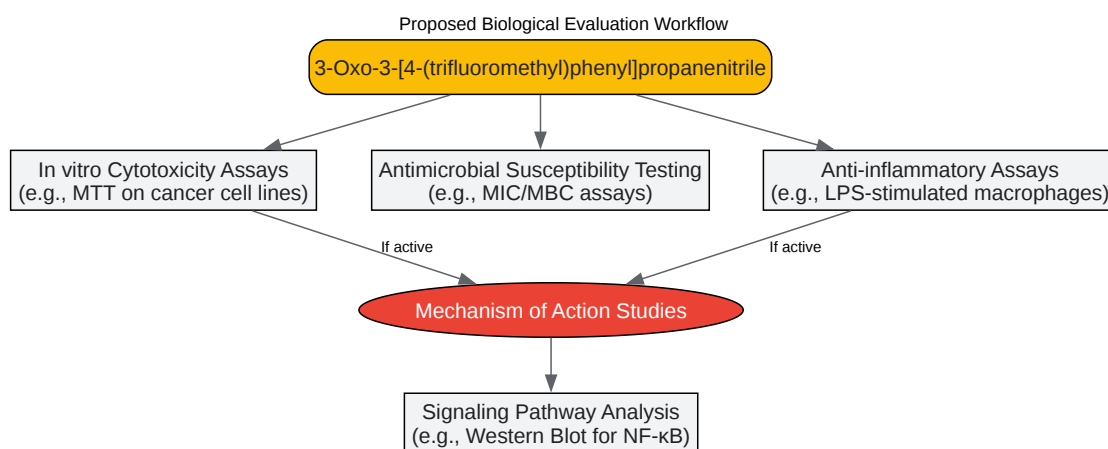 Proposed Biological Evaluation Workflow
3-Oxo-3-[4-(trifluoromethyl)phenyl]propanenitrile
In vitro Cytotoxicity Assays
(e.g., MTT on cancer cell lines)
Antimicrobial Susceptibility Testing
(e.g., MIC/MBC assays)
Anti-inflammatory Assays
(e.g., LPS-stimulated macrophages)
If active
If active
Mechanism of Action Studies
Signaling Pathway Analysis
(e.g., Western Blot for NF-κB)